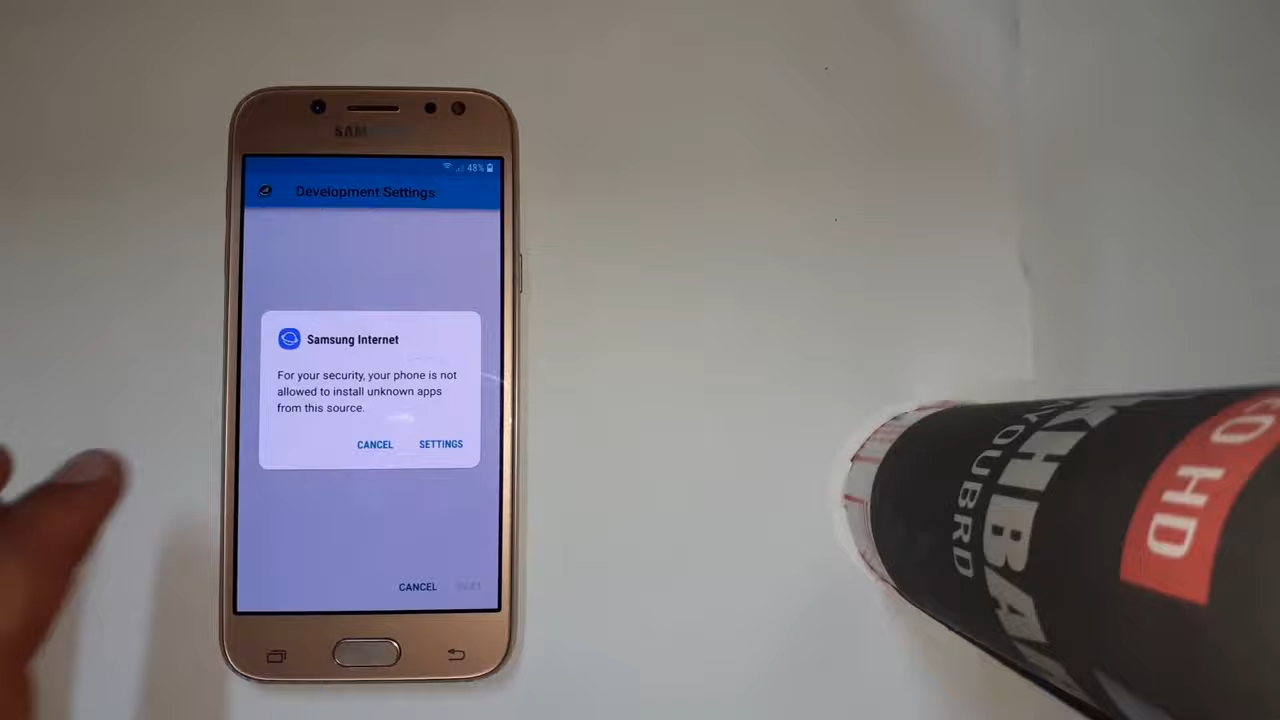 SAMSUNG
48%
Development Settings
Samsung Internet
For your security, your phone is not
allowed to install unknown apps
from this source.
CANCEL
SETTINGS
CANCEL
YOUBRD
HD